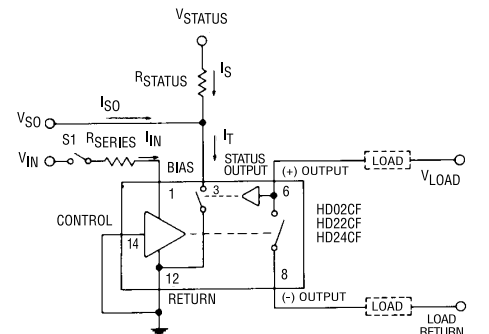 VSTATUS
RSTATUS
IS
ISO
VSO
IT
S1 RSERIES IIN
VIN
BIAS
STATUS
OUTPUT
(+) OUTPUT
LOAD
VLOAD
1
3
6
CONTROL
14
HD02CF
HD22CF
HD24CF
12
8
RETURN
(-) OUTPUT
LOAD
LOAD
RETURN